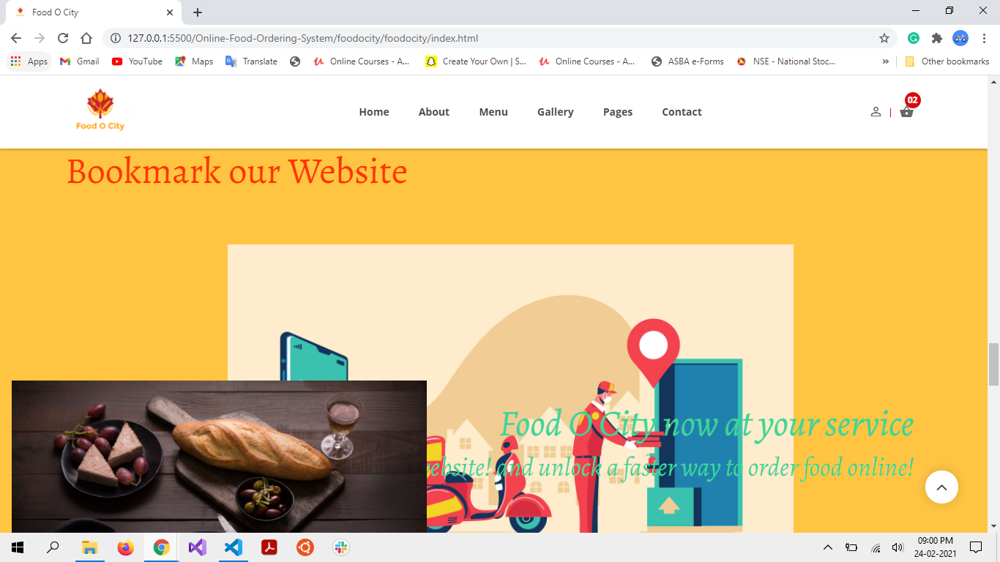 Food O City
127.0.0.1:5500/Online-Food-Ordering-System/foodocity/foodocity/index.html
Apps Gmail YouTube Maps Translate Online Courses - A... Create Your Own | S... Online Courses - A... ASBA e-Forms NSE - National Stoc... » Other bookmarks
Food O City
Home About Menu Gallery Pages Contact 02
Bookmark our Website
Food O City now at your service
website! and unlock a faster way to order food online!
09:00 PM
24-02-2021